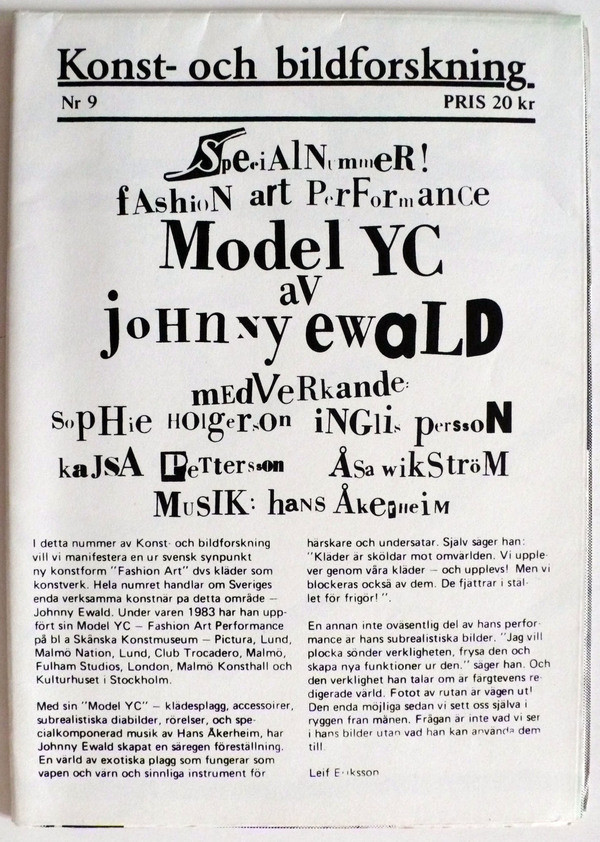 Konst- och bildforskning.
Nr 9 PRIS 20 kr
SpeciAlNummeR!
fAshioN art PerFormance
Model YC
aV
joHnny ewaLD
mEdVeRkande:
SopHie HOlgerson iNGlis perssoN
kaJSA PeTTersson ÅSa wikStröM
MuSIK: haNS ÅkeRHeiM
I detta nummer av Konst- och bildforskning
vill vi manifestera en ur svensk synpunkt
ny konstform "Fashion Art" dvs kläder som
konstverk. Hela numret handlar om Sveriges
enda verksamma konstnär pa detta område —
Johnny Ewald. Under varen 1983 har han upp-
fört sin Model YC — Fashion Art Performance
på bl a Skånska Konstmuseum — Pictura, Lund,
Malmö Nation, Lund, Club Trocadero, Malmö,
Fulham Studios, London, Malmö Konsthall och
Kulturhuset i Stockholm.
Med sin "Model YC" — klädesplagg, accessoirer,
subrealistiska diabilder, rörelser, och spe-
cialkomponerad musik av Hans Åkerheim, har
Johnny Ewald skapat en säregen föreställning.
En värld av exotiska plagg som fungerar som
vapen och värn och sinnliga instrument för
härskare och undersatar. Själv säger han:
"Kläder är sköldar mot omvärlden. Vi upple-
ver genom våra kläder — och upplevs! Men vi
blockeras också av dem. De fjättrar i stäl-
let för frigör!".
En annan inte oväsentlig del av hans perfor-
mance är hans subrealistiska bilder. "Jag vill
plocka sönder verkligheten, frysa den och
skapa nya funktioner ur den." säger han. Och
den verklighet han talar om är färgtevens re-
digerade värld. Fotot av rutan är vägen ut!
Den enda möjliga sedan vi sett oss själva i
ryggen från månen. Frågan är inte vad vi ser
i hans bilder utan vad han kan använda dem
till.
Leif Eriksson